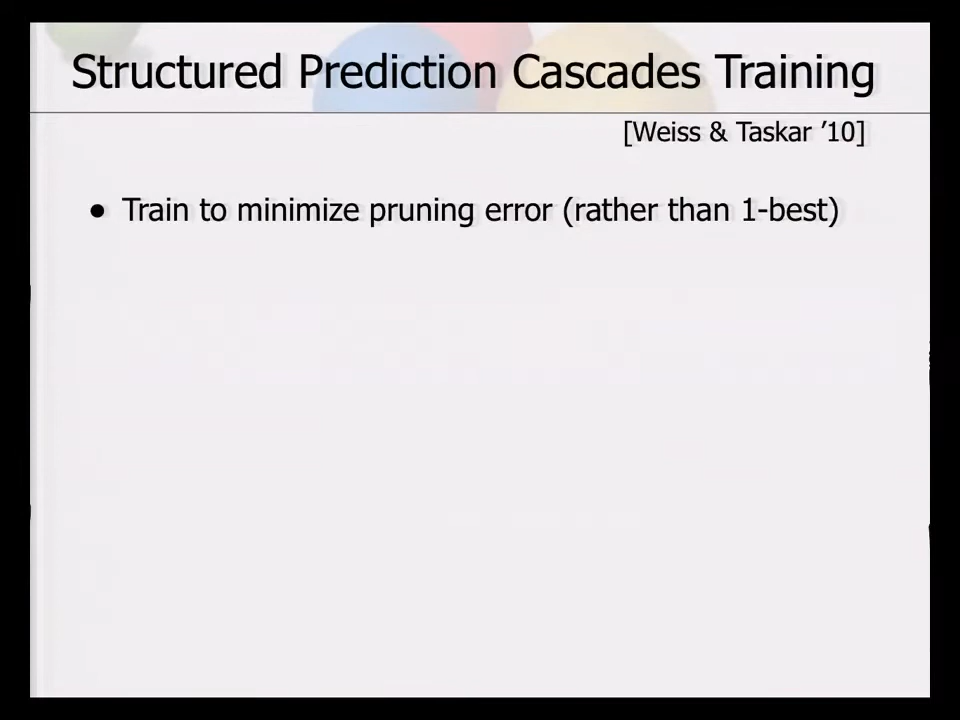 Structured Prediction Cascades Training
[Weiss & Taskar ’10]
• Train to minimize pruning error (rather than 1-best)